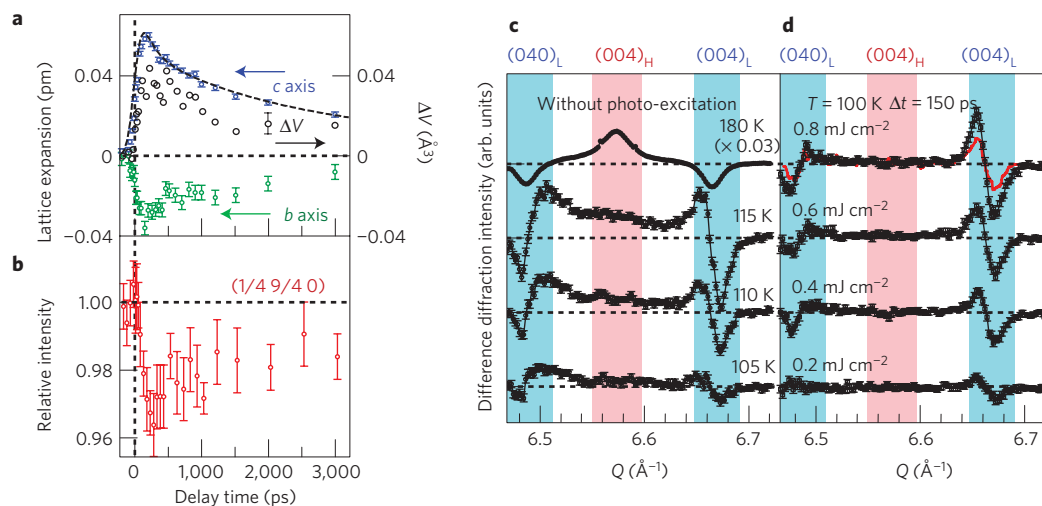 a
Lattice expansion (pm)
0.04
0
−0.04
c axis
ΔV
b axis
0.04
0
−0.04
ΔV (Å³)
b
Relative intensity
1.00
0.98
0.96
(1/4 9/4 0)
0 1,000 2,000 3,000
Delay time (ps)
c
(040)L (004)H (004)L
Difference diffraction intensity (arb. units)
Without photo-excitation
180 K
(× 0.03)
115 K
110 K
105 K
6.5 6.6 6.7
Q (Å⁻¹)
d
(040)L (004)H (004)L
T = 100 K Δt = 150 ps
0.8 mJ cm⁻²
0.6 mJ cm⁻²
0.4 mJ cm⁻²
0.2 mJ cm⁻²
6.5 6.6 6.7
Q (Å⁻¹)